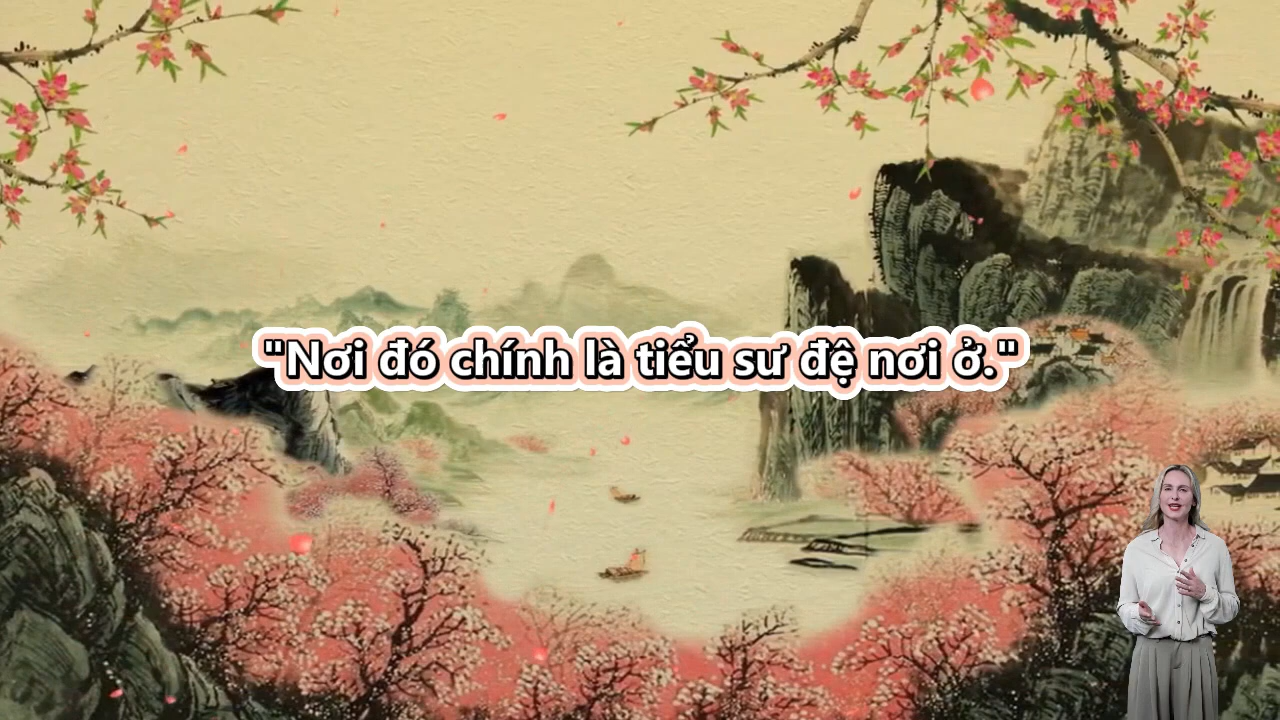 "Nơi đó chính là tiểu sư đệ nơi ở."